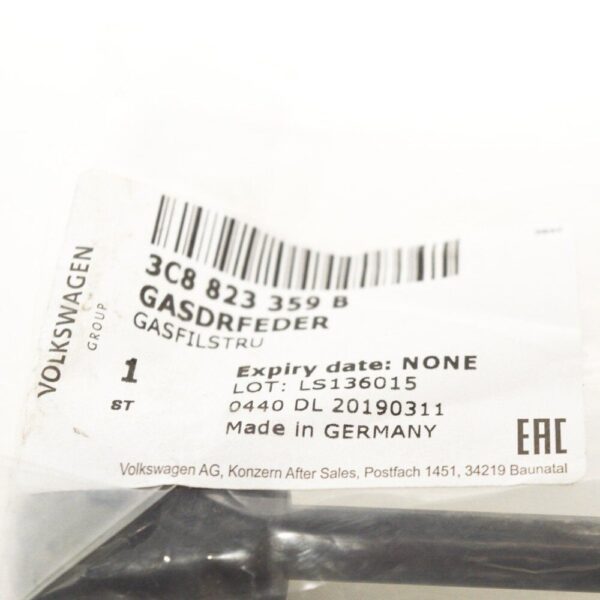 VOLKSWAGEN
GROUP
3C8 823 359 B
GASDRFEDER
GASFILSTRU
1
ST
Expiry date: NONE
LOT: LS136015
0440 DL 20190311
Made in GERMANY
EAC
Volkswagen AG, Konzern After Sales, Postfach 1451, 34219 Baunatal